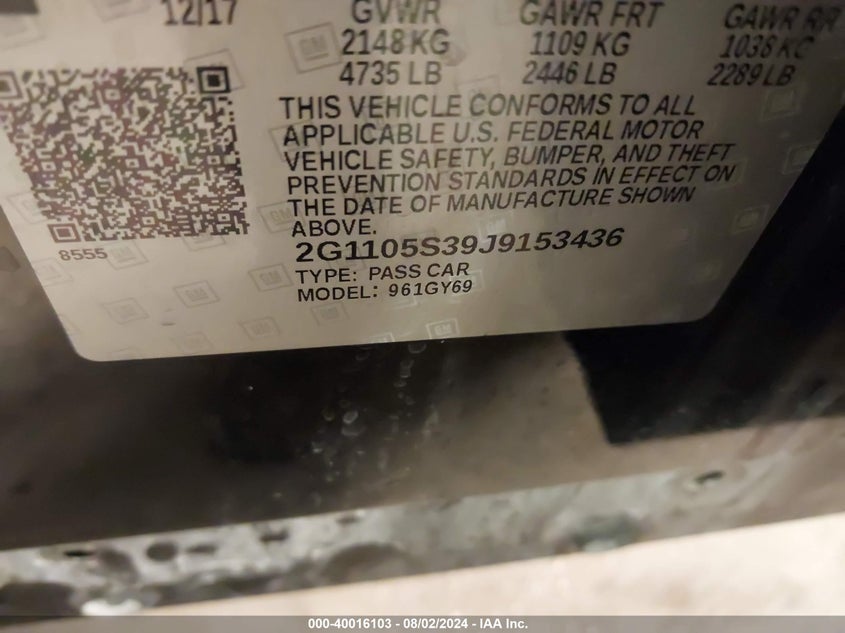 12/17 GVWR GAWR FRT GAWR RR
2148 KG 1109 KG 1038 KG
4735 LB 2446 LB 2289 LB
THIS VEHICLE CONFORMS TO ALL
APPLICABLE U.S. FEDERAL MOTOR
VEHICLE SAFETY, BUMPER, AND THEFT
PREVENTION STANDARDS IN EFFECT ON
THE DATE OF MANUFACTURE SHOWN
ABOVE.
8555
2G1105S39J9153436
TYPE: PASS CAR
MODEL: 961GY69
000-40016103 - 08/02/2024 - IAA Inc.